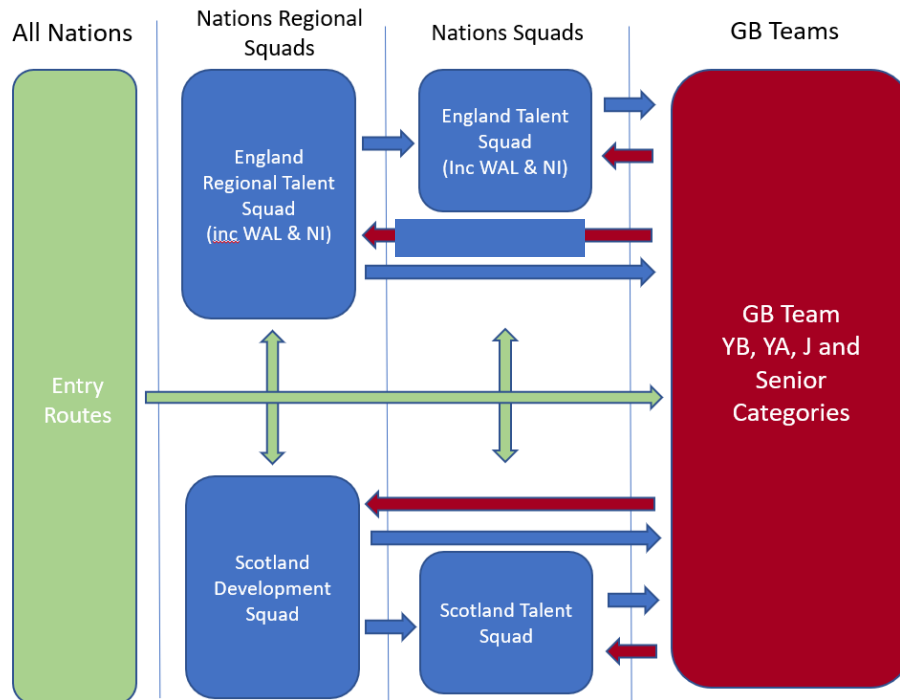 All Nations
Nations Regional
Squads
Nations Squads
GB Teams
Entry
Routes
England
Regional Talent
Squad
(inc WAL & NI)
England Talent
Squad
(Inc WAL & NI)
GB Team
YB, YA, J and
Senior
Categories
Scotland
Development
Squad
Scotland Talent
Squad